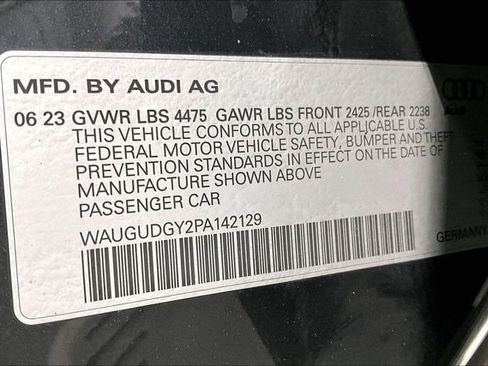 MFD. BY AUDI AG
06 23 GVWR LBS 4475 GAWR LBS FRONT 2425 /REAR 2238
THIS VEHICLE CONFORMS TO ALL APPLICABLE U.S.
FEDERAL MOTOR VEHICLE SAFETY, BUMPER AND THEFT
PREVENTION STANDARDS IN EFFECT ON THE DATE OF
MANUFACTURE SHOWN ABOVE
PASSENGER CAR
WAUGUDGY2PA142129
Audi
GERMANY